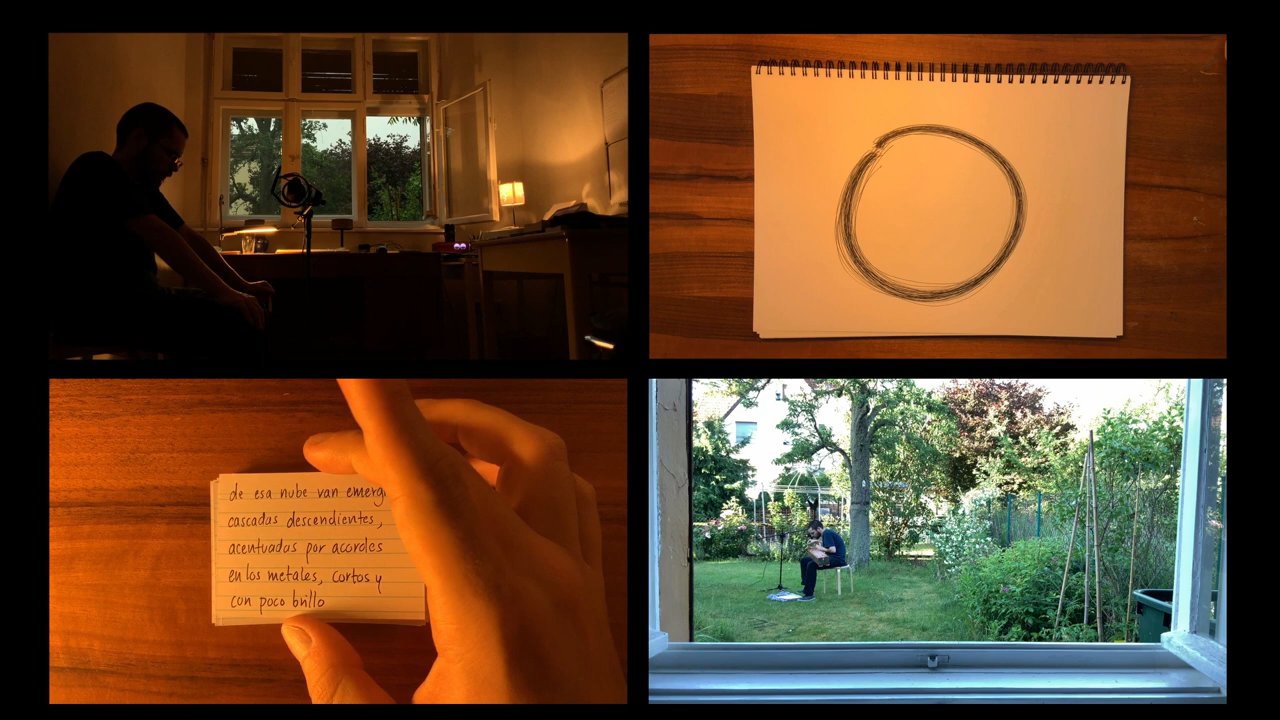 de esa nube van emerg
cascadas descendientes,
acentuadas por acordes
en los metales, cortos y
con poco brillo